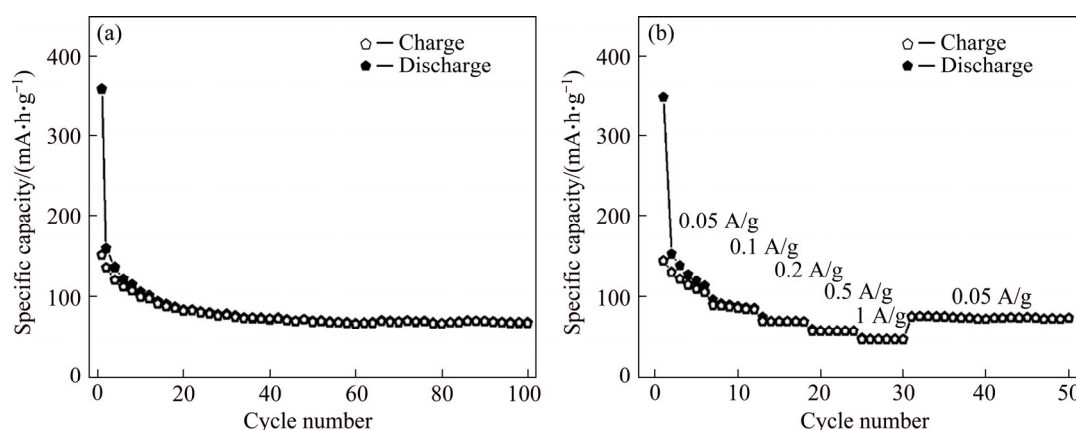 (a)
Charge
Discharge
400
300
200
100
0
Specific capacity/(mA·h·g⁻¹)
0 20 40 60 80 100
Cycle number
(b)
Charge
Discharge
400
300
200
100
0
Specific capacity/(mA·h·g⁻¹)
0.05 A/g
0.1 A/g
0.2 A/g
0.5 A/g
1 A/g
0.05 A/g
0 10 20 30 40 50
Cycle number